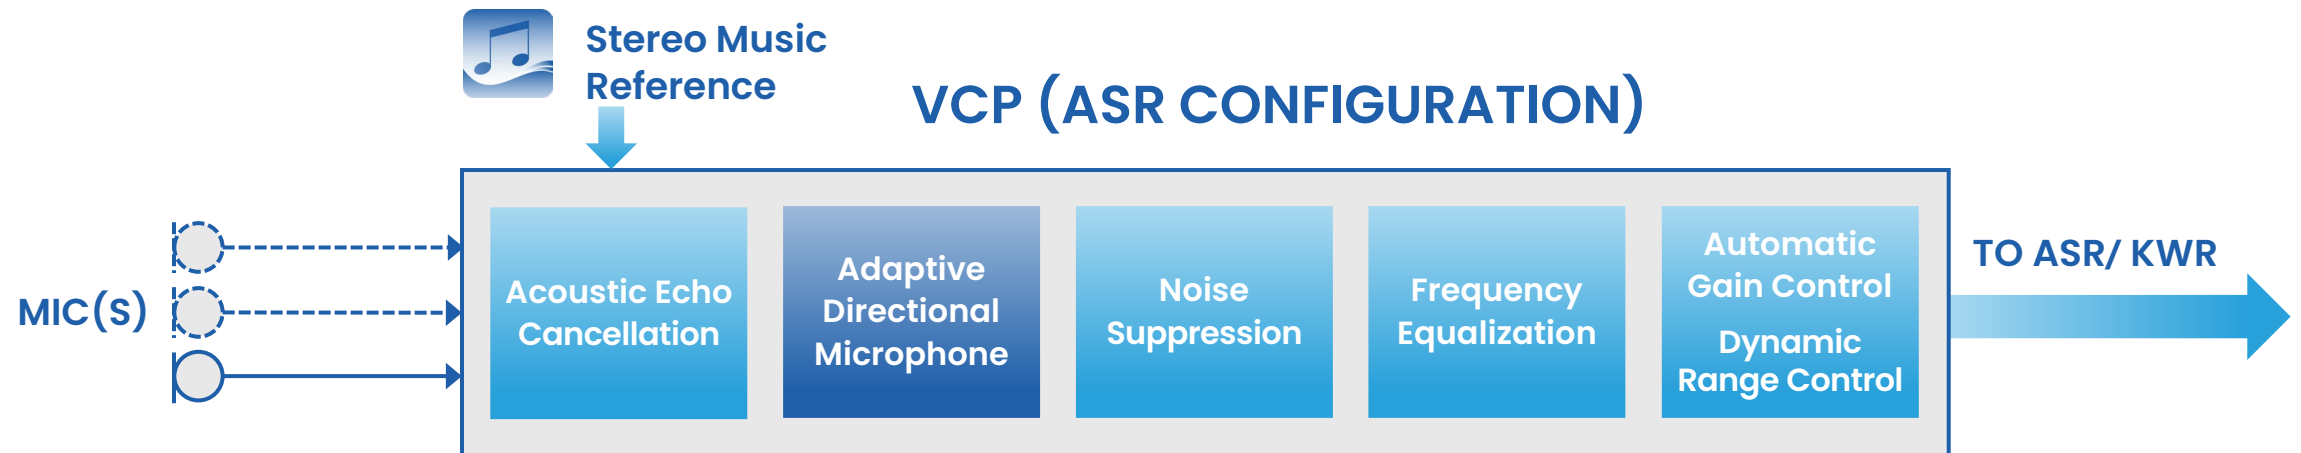 Stereo Music
Reference
VCP (ASR CONFIGURATION)
MIC(S)
Acoustic Echo
Cancellation
Adaptive
Directional
Microphone
Noise
Suppression
Frequency
Equalization
Automatic
Gain Control
Dynamic
Range Control
TO ASR/ KWR